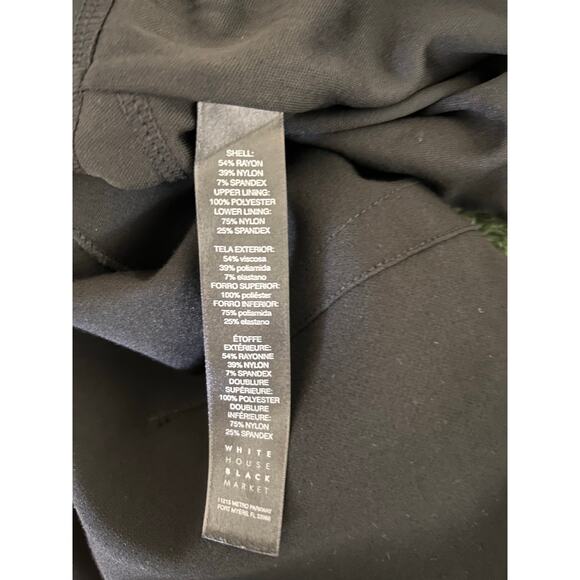 SHELL:
54% RAYON
39% NYLON
7% SPANDEX
UPPER LINING:
100% POLYESTER
LOWER LINING:
75% NYLON
25% SPANDEX
TELA EXTERIOR:
54% viscosa
39% poliamida
7% elastano
FORRO SUPERIOR:
100% poliéster
FORRO INFERIOR:
75% poliamida
25% elastano
ÉTOFFE
EXTÉRIEURE:
54% RAYONNE
39% NYLON
7% SPANDEX
DOUBLURE
SUPÉRIEURE:
100% POLYESTER
DOUBLURE
INFÉRIEURE:
75% NYLON
25% SPANDEX
WHITE
HOUSE
BLACK
MARKET
11215 METRO PARKWAY
FORT MYERS, FL 33966